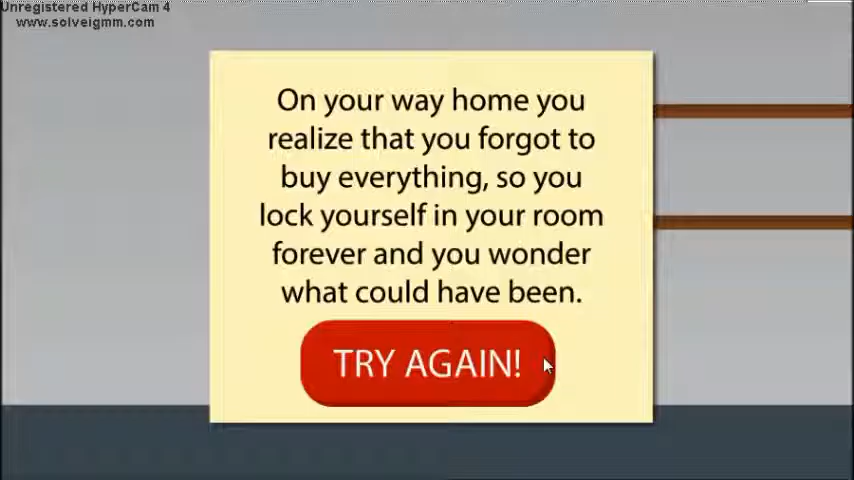 Unregistered HyperCam 4
www.solveigmm.com
On your way home you
realize that you forgot to
buy everything, so you
lock yourself in your room
forever and you wonder
what could have been.
TRY AGAIN!